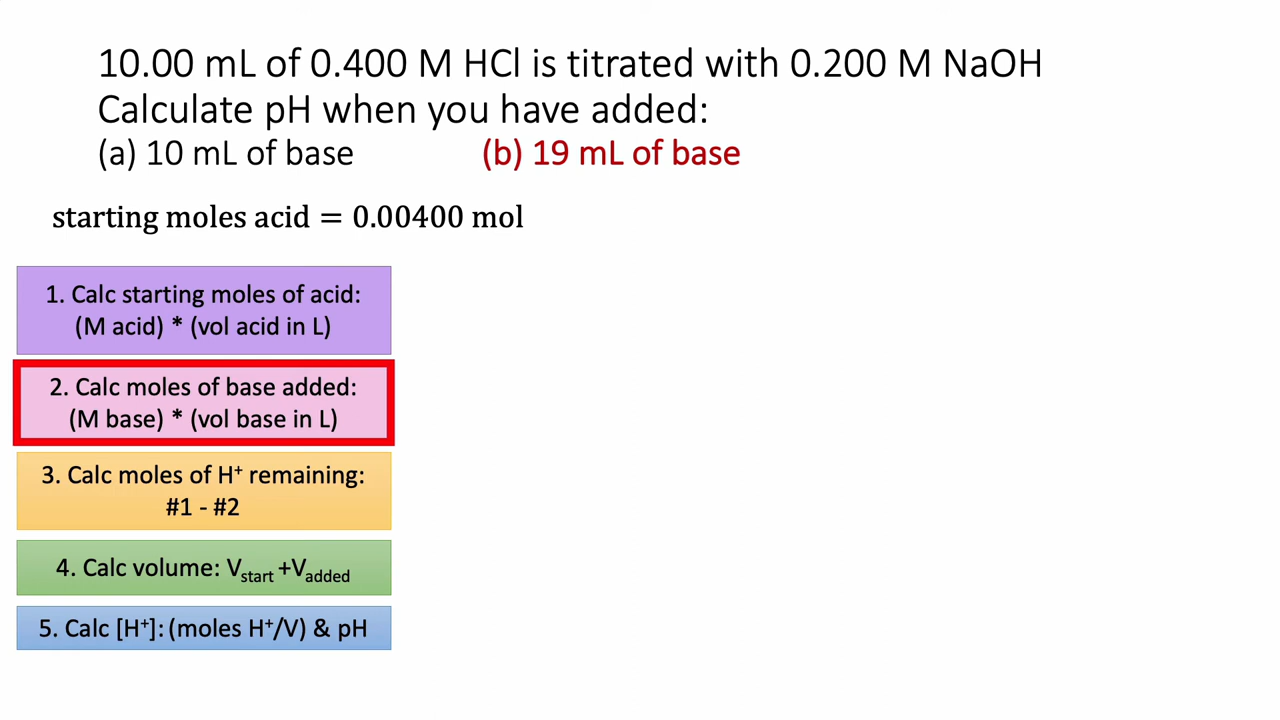 10.00 mL of 0.400 M HCl is titrated with 0.200 M NaOH
Calculate pH when you have added:
(a) 10 mL of base (b) 19 mL of base
starting moles acid = 0.00400 mol
1. Calc starting moles of acid:
(M acid) * (vol acid in L)
2. Calc moles of base added:
(M base) * (vol base in L)
3. Calc moles of H⁺ remaining:
#1 - #2
4. Calc volume: V_start +V_added
5. Calc [H⁺]: (moles H⁺/V) & pH